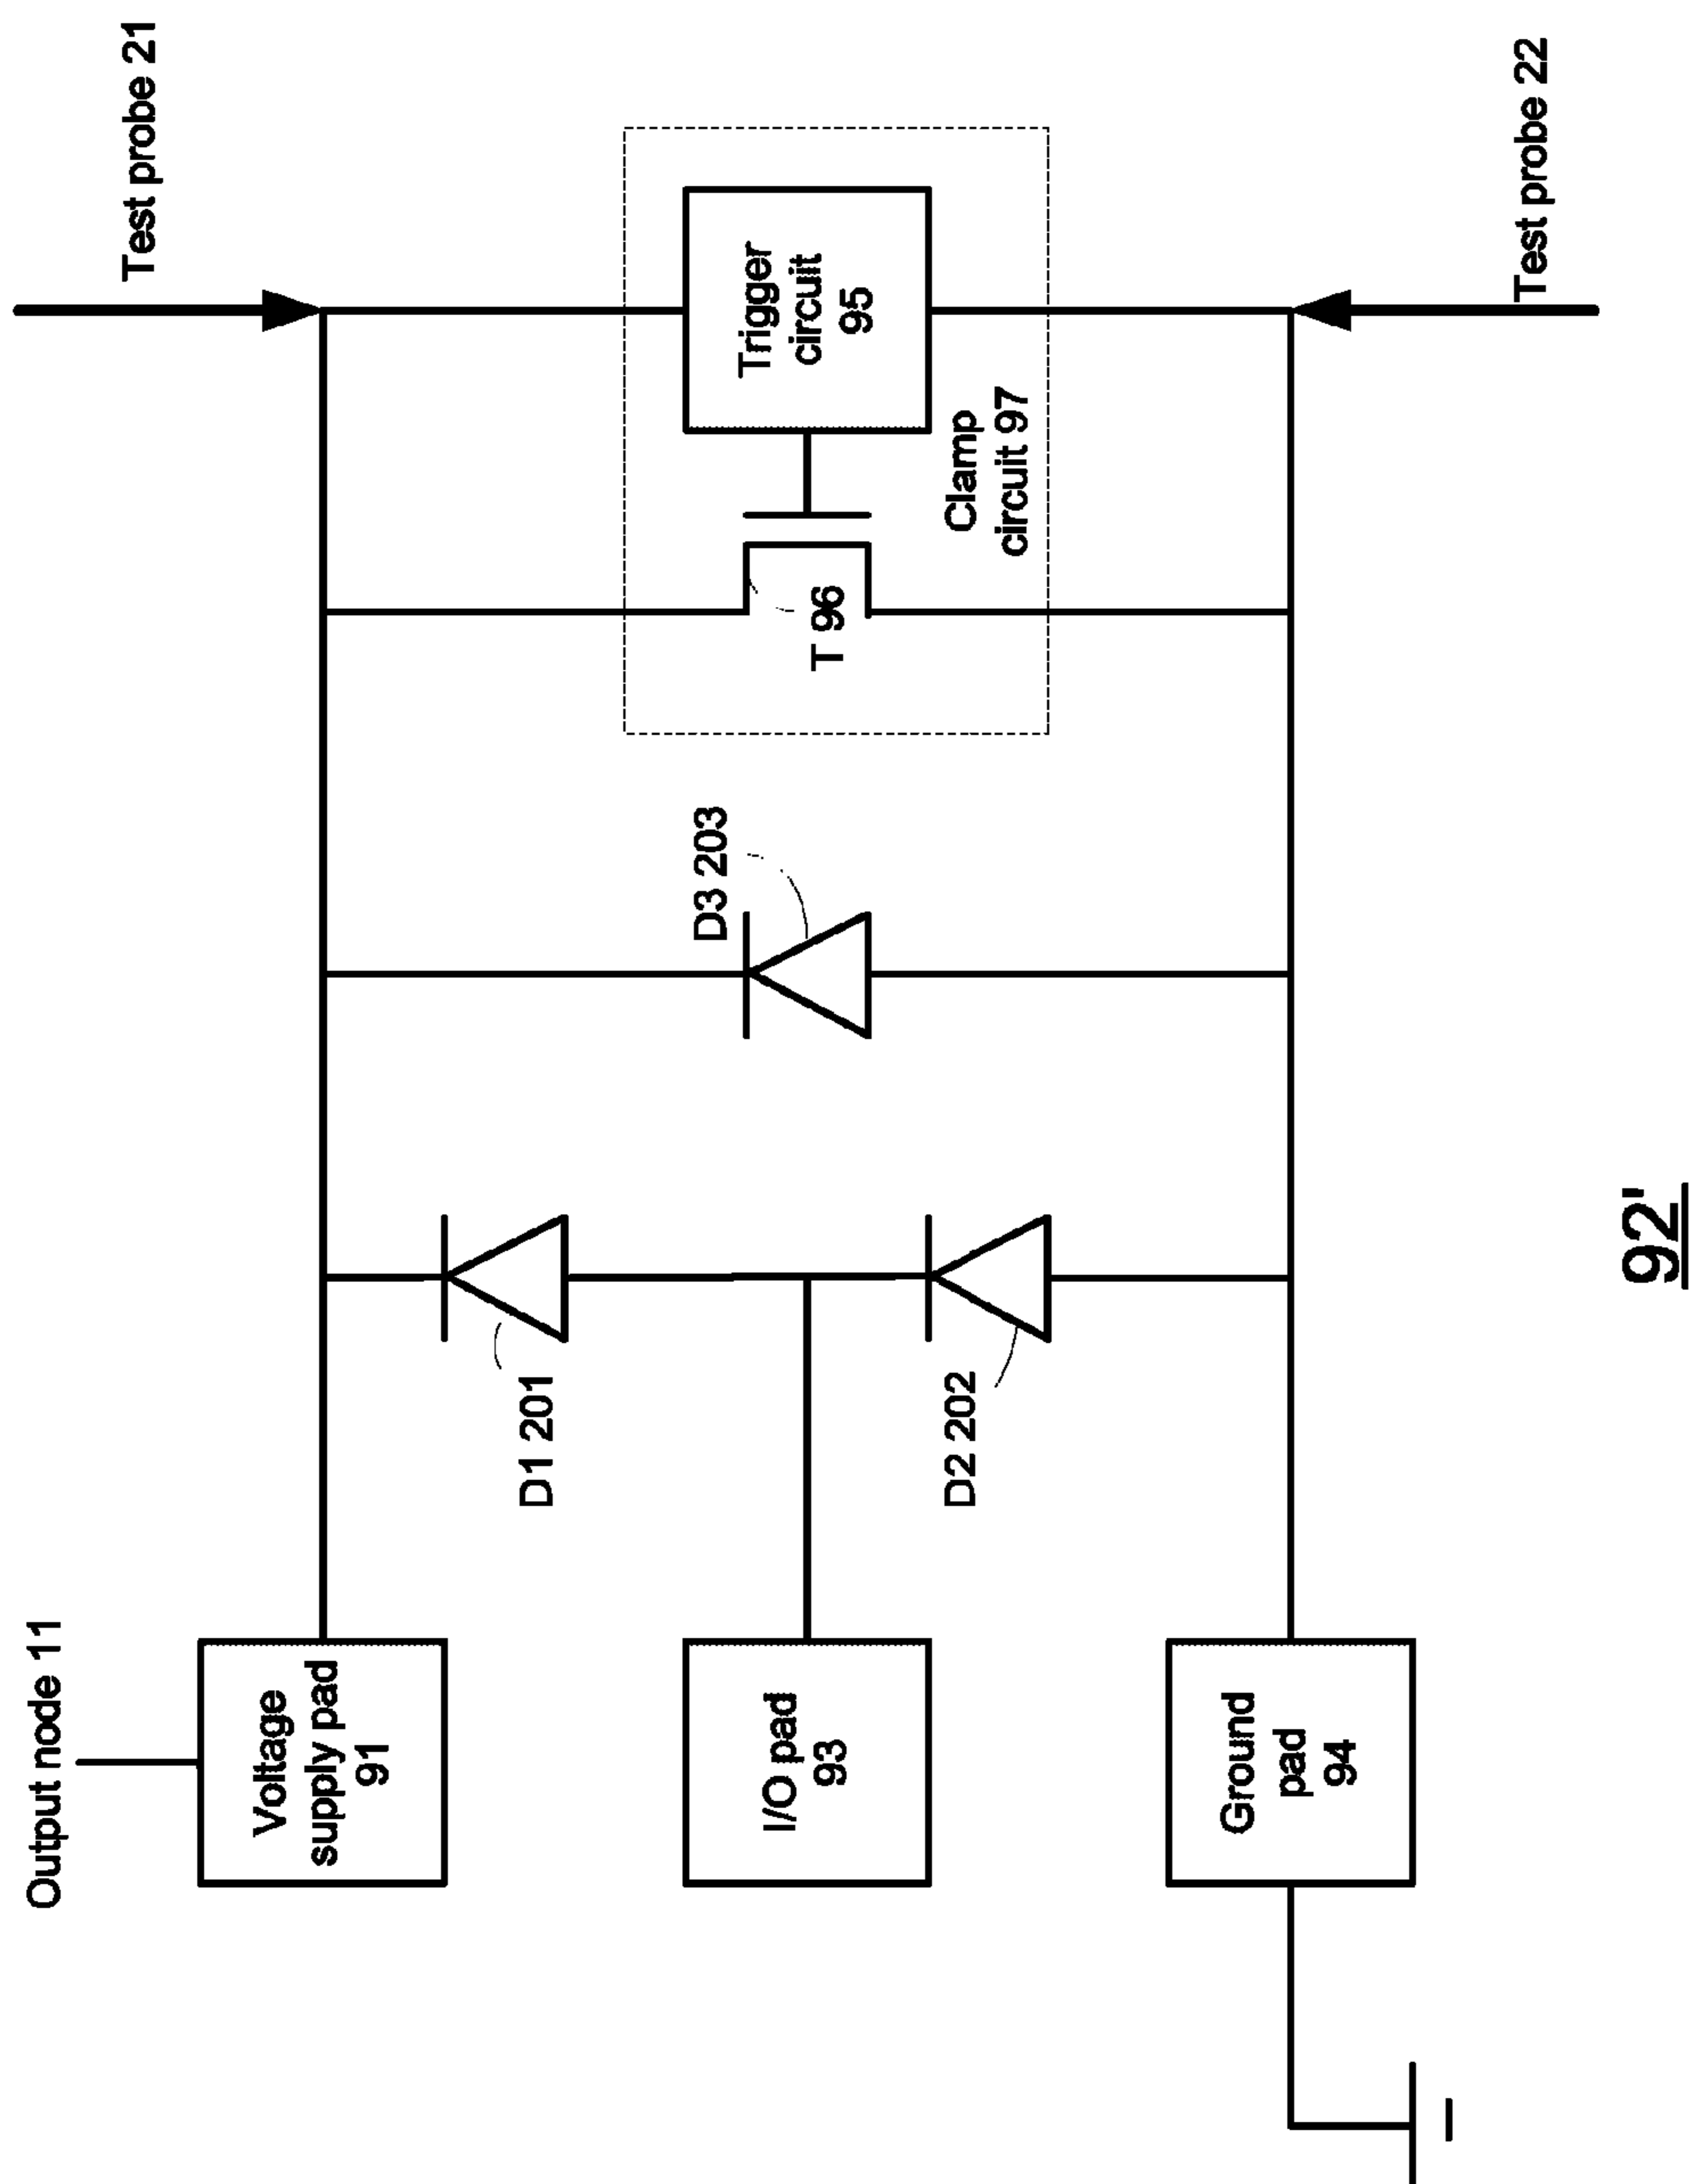 Output node 11
Test probe 21
Voltage
supply pad
91
D1 201
D3 203
Trigger
circuit
95
I/O pad
93
T 96
D2 202
Clamp
circuit 97
Ground
pad
94
Test probe 22
92'